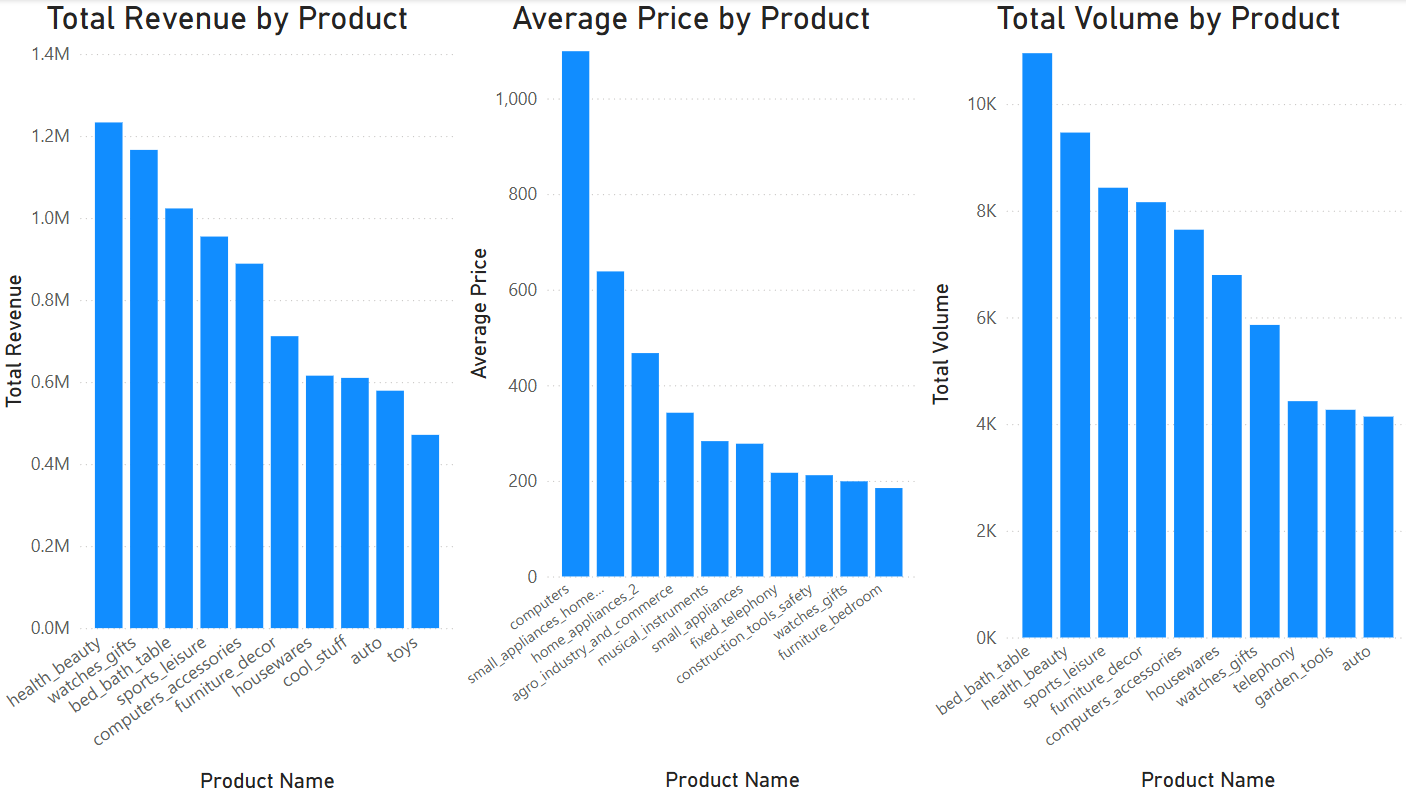 Total Revenue by Product
Total Revenue
1.4M
1.2M
1.0M
0.8M
0.6M
0.4M
0.2M
0.0M
health_beauty
watches_gifts
bed_bath_table
sports_leisure
computers_accessories
furniture_decor
housewares
cool_stuff
auto
toys
Product Name
Average Price by Product
Average Price
1,000
800
600
400
200
0
computers
small_appliances_home...
home_appliances_2
agro_industry_and_commerce
musical_instruments
small_appliances
fixed_telephony
construction_tools_safety
watches_gifts
furniture_bedroom
Product Name
Total Volume by Product
Total Volume
10K
8K
6K
4K
2K
0K
bed_bath_table
health_beauty
sports_leisure
furniture_decor
computers_accessories
housewares
watches_gifts
telephony
garden_tools
auto
Product Name